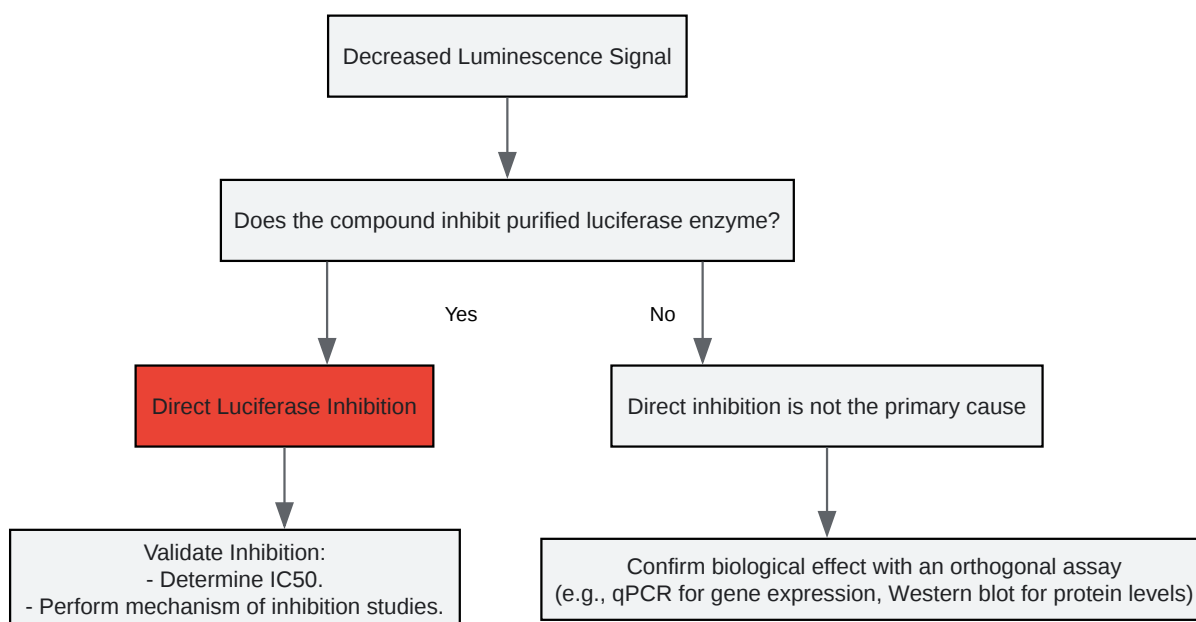 Decreased Luminescence Signal
Does the compound inhibit purified luciferase enzyme?
Yes
No
Direct Luciferase Inhibition
Direct inhibition is not the primary cause
Validate Inhibition:
- Determine IC50.
- Perform mechanism of inhibition studies.
Confirm biological effect with an orthogonal assay
(e.g., qPCR for gene expression, Western blot for protein levels)